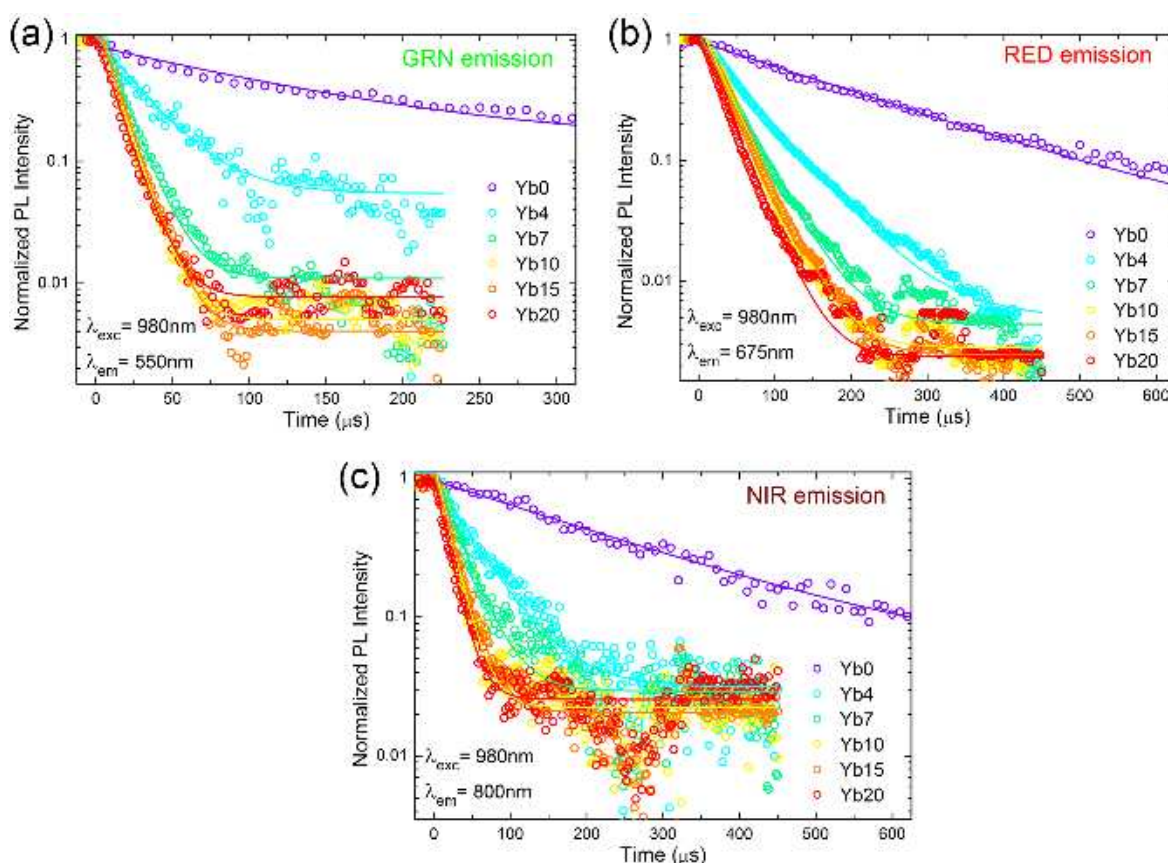 (a)
GRN emission
Normalized PL Intensity
1
0.1
0.01
Yb0
Yb4
Yb7
Yb10
Yb15
Yb20
λexc= 980nm
λem= 550nm
0 50 100 150 200 250 300
Time (μs)
(b)
RED emission
Normalized PL Intensity
1
0.1
0.01
Yb0
Yb4
Yb7
Yb10
Yb15
Yb20
λexc= 980nm
λem= 675nm
0 100 200 300 400 500 600
Time (μs)
(c)
NIR emission
Normalized PL Intensity
1
0.1
0.01
Yb0
Yb4
Yb7
Yb10
Yb15
Yb20
λexc= 980nm
λem= 800nm
0 100 200 300 400 500 600
Time (μs)